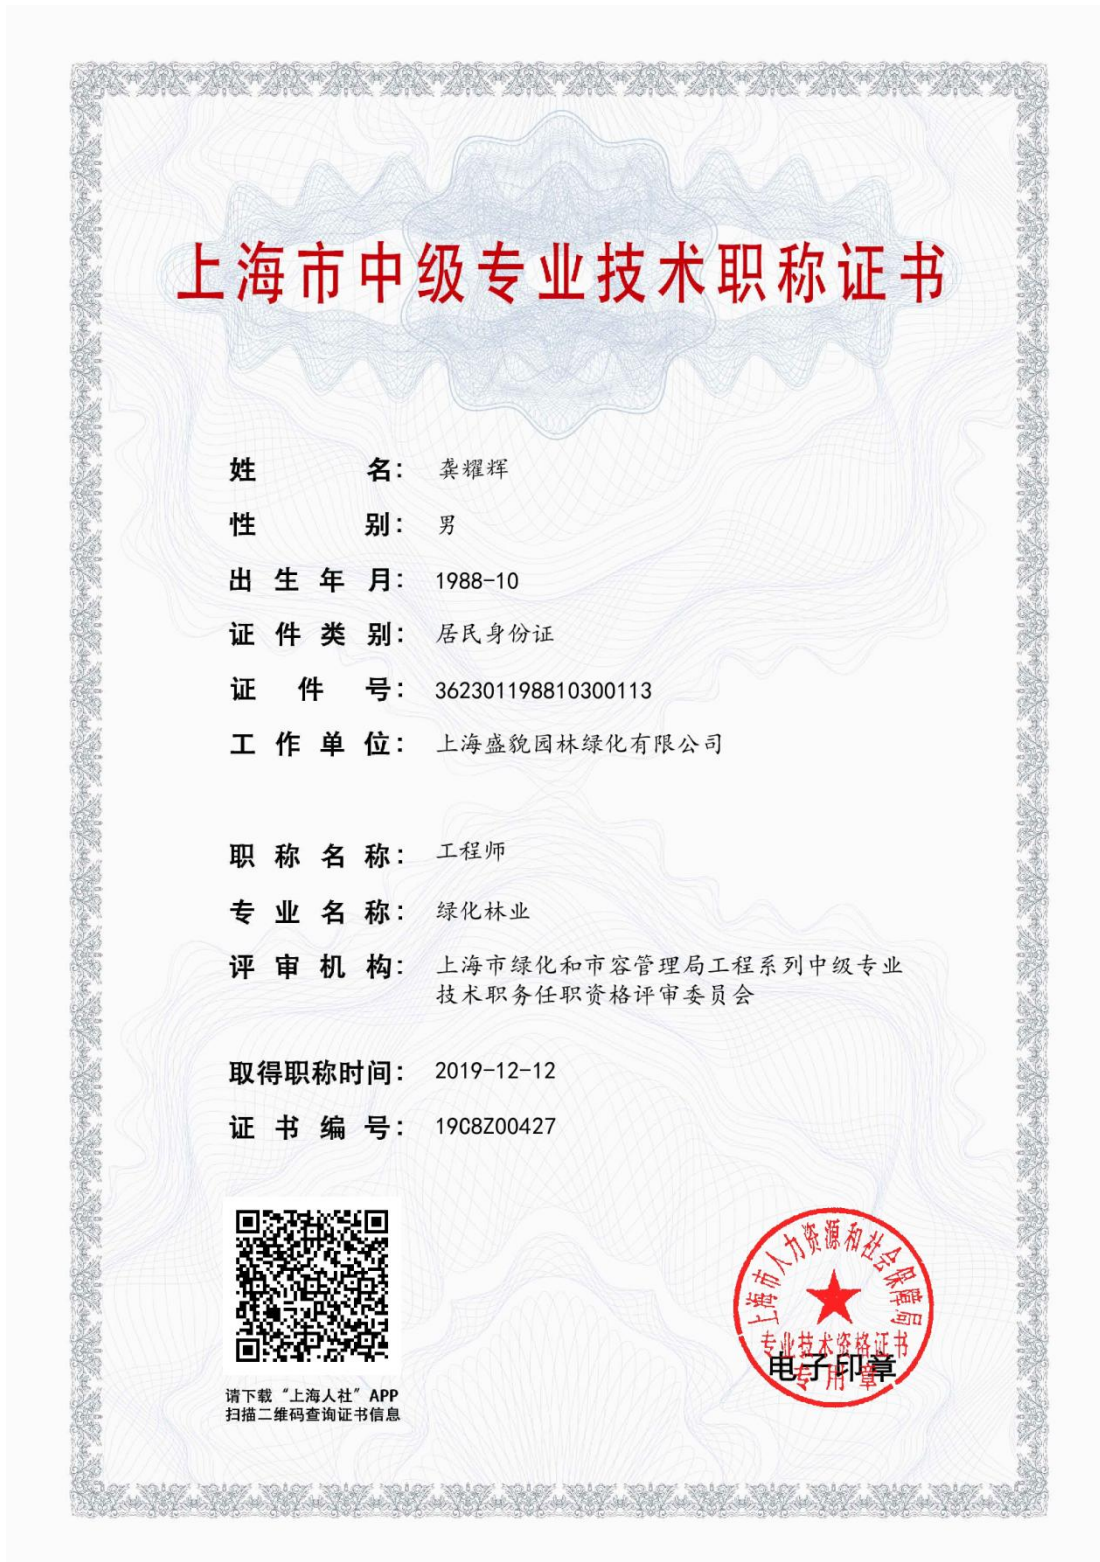 上海市中级专业技术职称证书
姓名： 龚耀辉
性别： 男
出生年月： 1988-10
证件类别： 居民身份证
证件号： 362301198810300113
工作单位： 上海盛貌园林绿化有限公司
职称名称： 工程师
专业名称： 绿化林业
评审机构： 上海市绿化和市容管理局工程系列中级专业
技术职务任职资格评审委员会
取得职称时间： 2019-12-12
证书编号： 19C8Z00427
上海市人力资源和社会保障局
专业技术资格证书
电子印章
专用章
请下载“上海人社”APP
扫描二维码查询证书信息